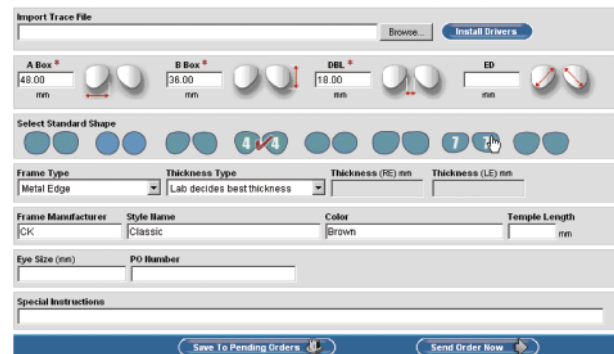 Import Trace File
Browse... Install Drivers
A Box * B Box * DBL * ED
48.00 36.00 18.00
mm mm mm mm
Select Standard Shape
4 4 7 7
Frame Type Thickness Type Thickness (RE) mm Thickness (LE) mm
Metal Edge Lab decides best thickness
Frame Manufacturer Style Name Color Temple Length
CK Classic Brown mm
Eye Size (mm) PO Number
Special Instructions
Save To Pending Orders Send Order Now